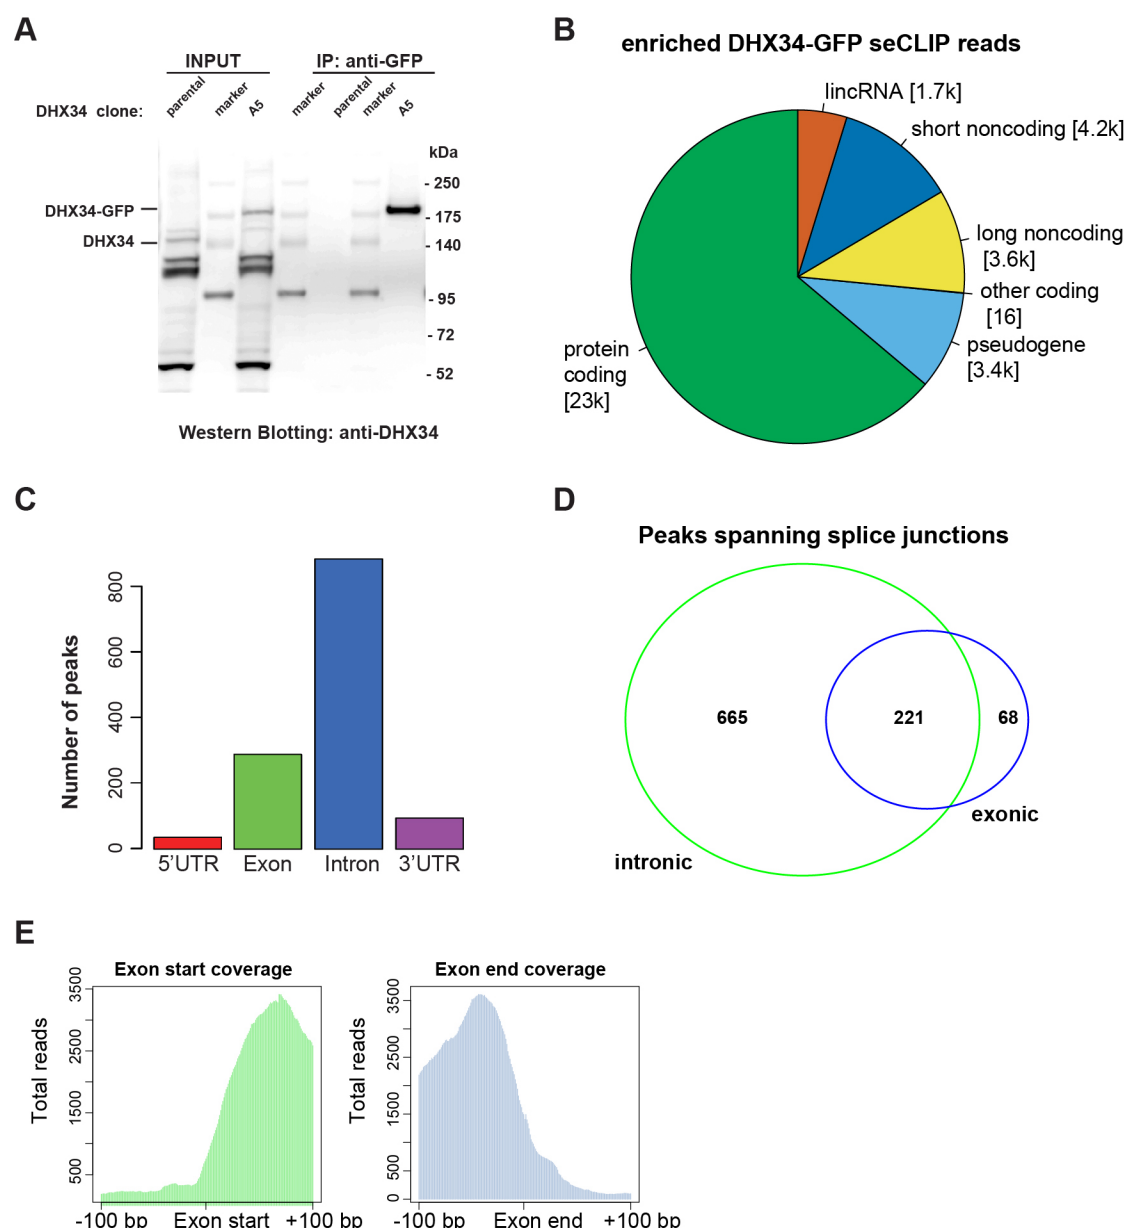 A
INPUT
IP: anti-GFP
DHX34 clone:
parental
marker
A5
marker
parental
marker
A5
kDa
DHX34-GFP
DHX34
- 250
- 175
- 140
- 95
- 72
- 52
Western Blotting: anti-DHX34
B
enriched DHX34-GFP seCLIP reads
lincRNA [1.7k]
short noncoding [4.2k]
long noncoding
[3.6k]
other coding
[16]
pseudogene
[3.4k]
protein
coding
[23k]
C
Number of peaks
800
600
400
200
0
5'UTR
Exon
Intron
3'UTR
D
Peaks spanning splice junctions
665
221
68
exonic
intronic
E
Exon start coverage
Total reads
3500
2500
1500
500
-100 bp
Exon start
+100 bp
Exon end coverage
Total reads
3500
2500
1500
500
0
-100 bp
Exon end
+100 bp